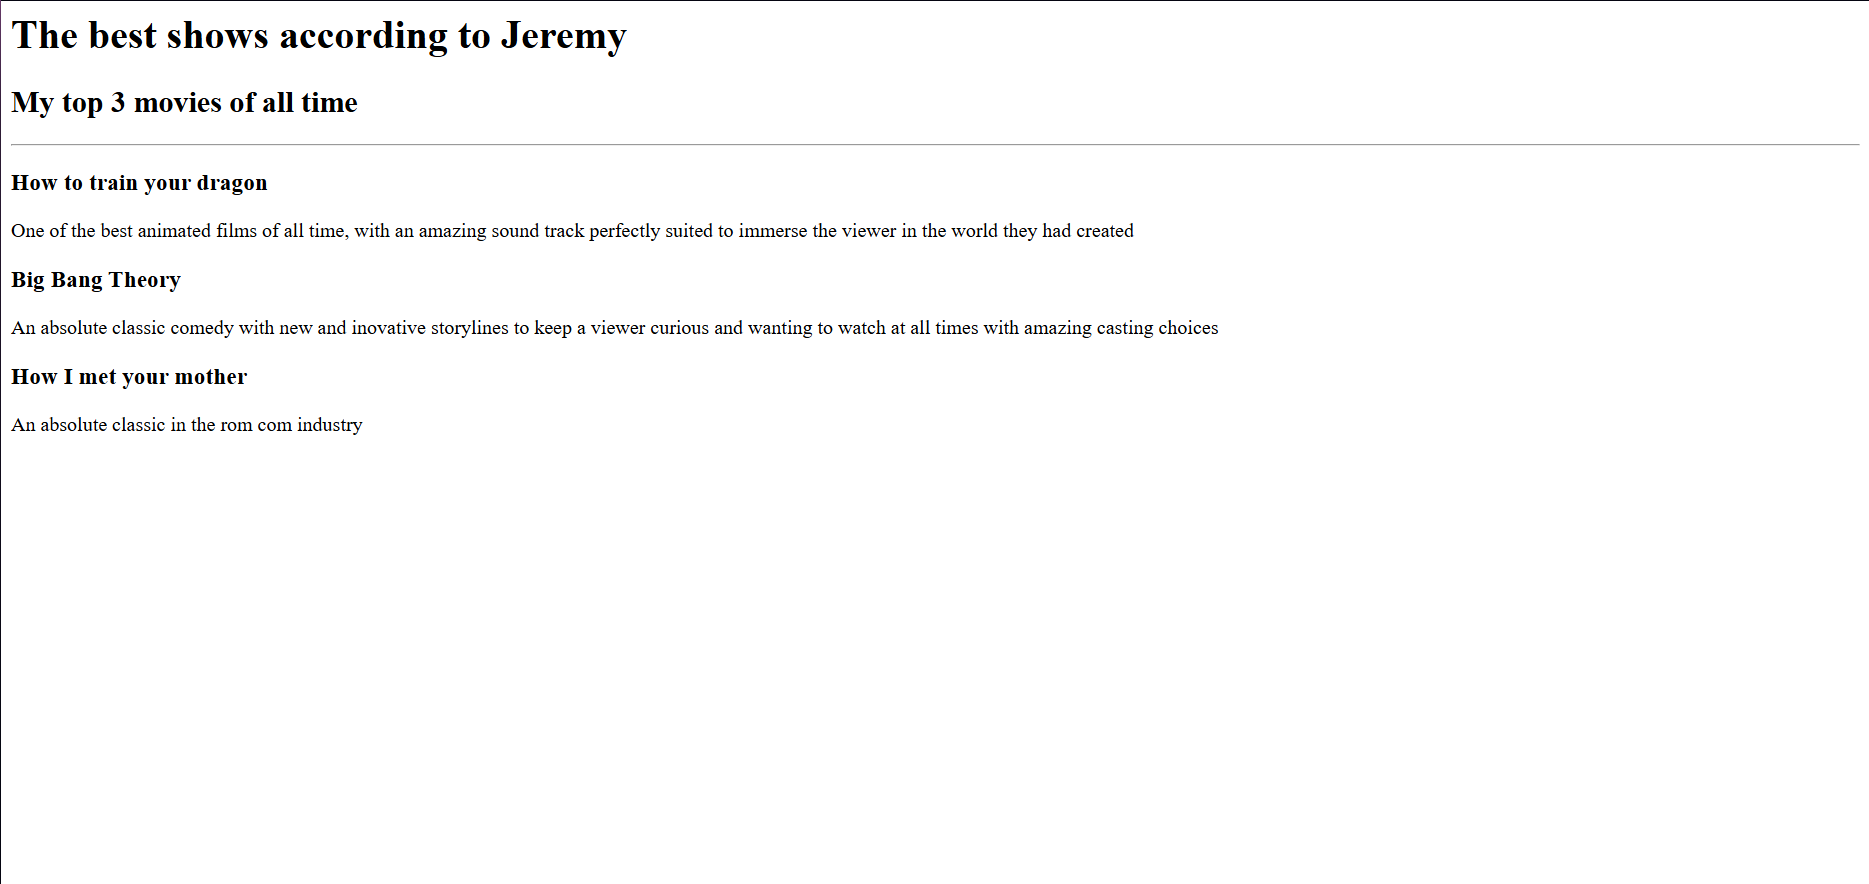 The best shows according to Jeremy
My top 3 movies of all time
How to train your dragon
One of the best animated films of all time, with an amazing sound track perfectly suited to immerse the viewer in the world they had created
Big Bang Theory
An absolute classic comedy with new and inovative storylines to keep a viewer curious and wanting to watch at all times with amazing casting choices
How I met your mother
An absolute classic in the rom com industry